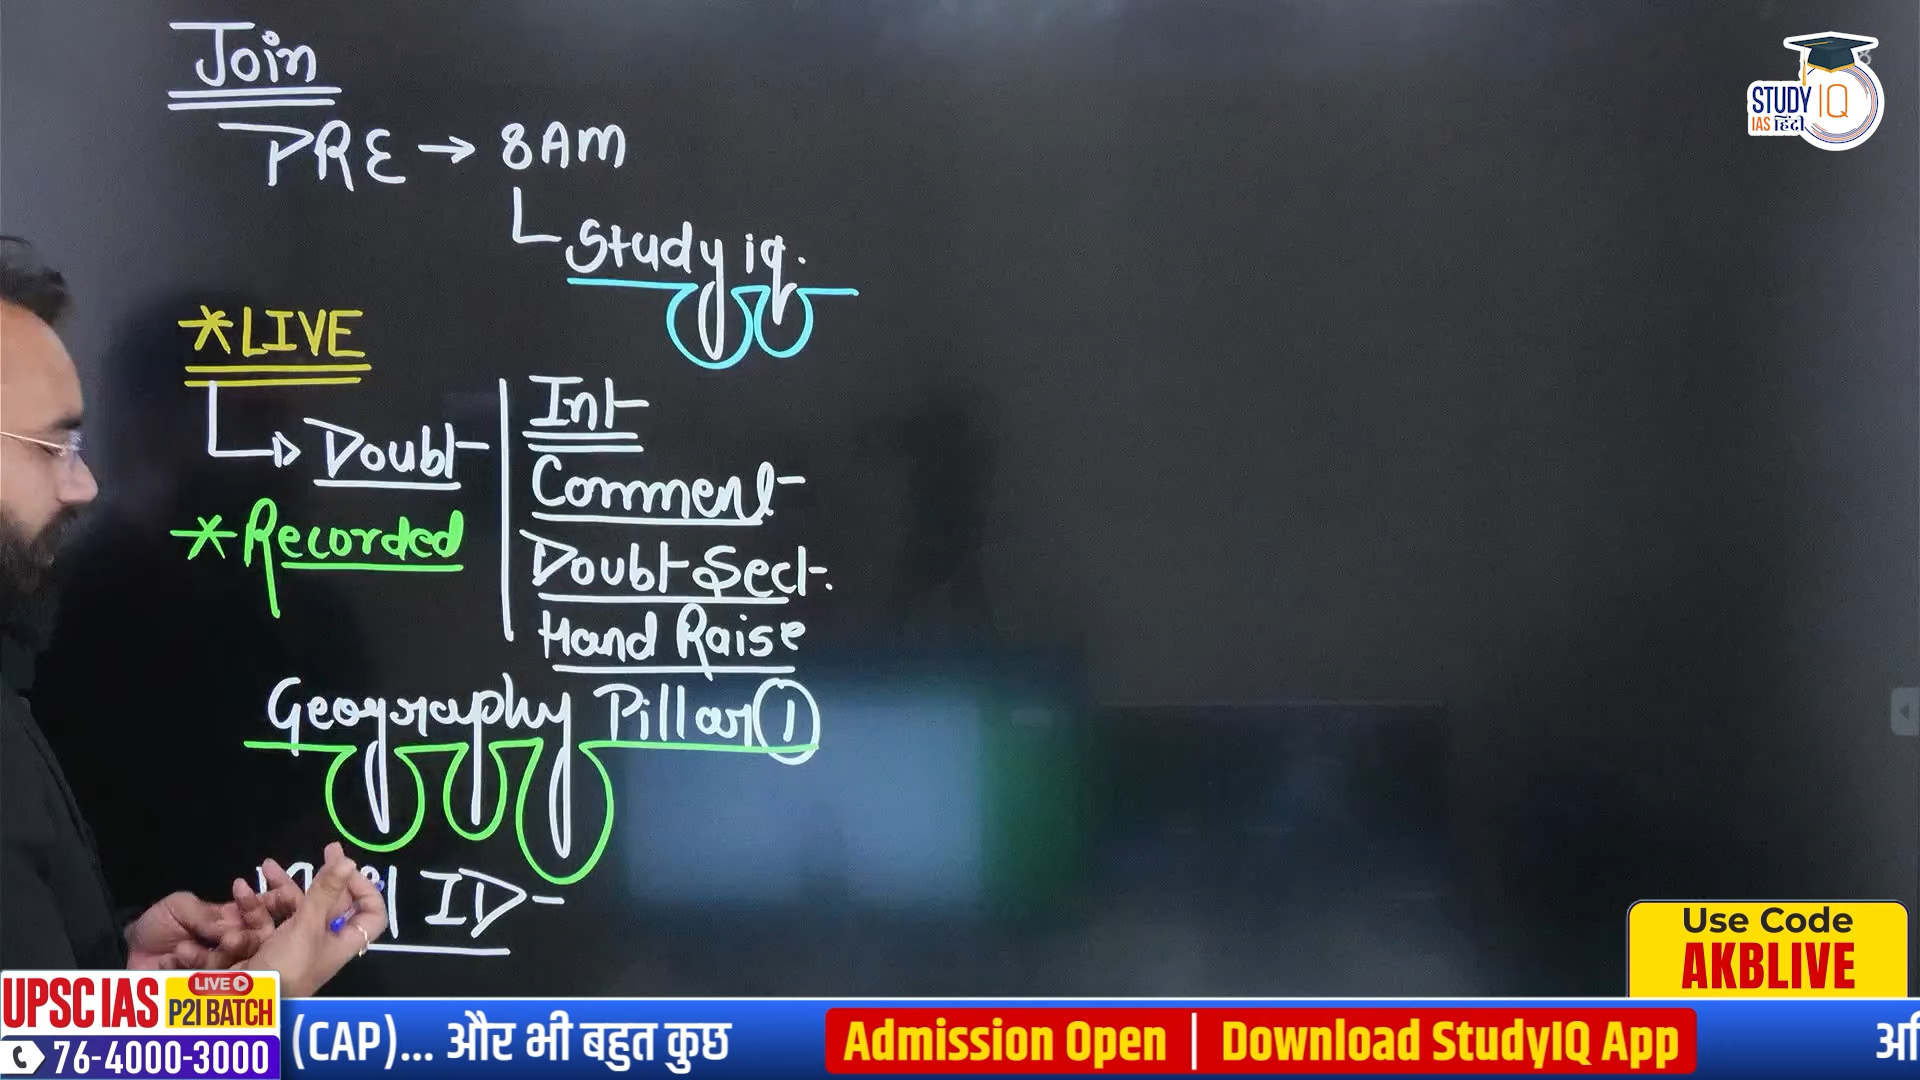 Join
PRE → 8AM
Study iq.
*LIVE
Doubt
*Recorded
Int
Comment
Doubt Sect.
Hand Raise
Geography Pillar 1
ID-
STUDY IQ
IAS हिंदी
Use Code
AKBLIVE
UPSC IAS LIVE
P2I BATCH
76-4000-3000
(CAP)... और भी बहुत कुछ
Admission Open | Download StudyIQ App